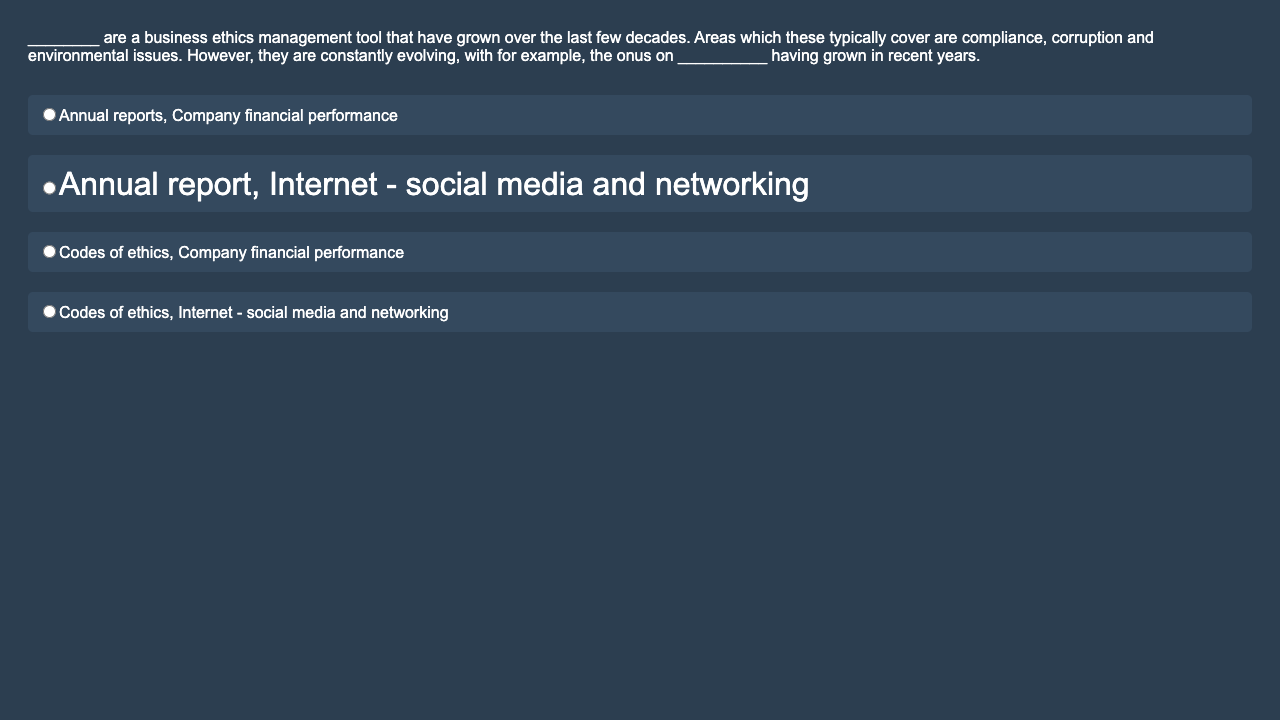 ________ are a business ethics management tool that have grown over the last few decades. Areas which these typically cover are compliance, corruption and
environmental issues. However, they are constantly evolving, with for example, the onus on __________ having grown in recent years.
Annual reports, Company financial performance
Annual report, Internet - social media and networking
Codes of ethics, Company financial performance
Codes of ethics, Internet - social media and networking